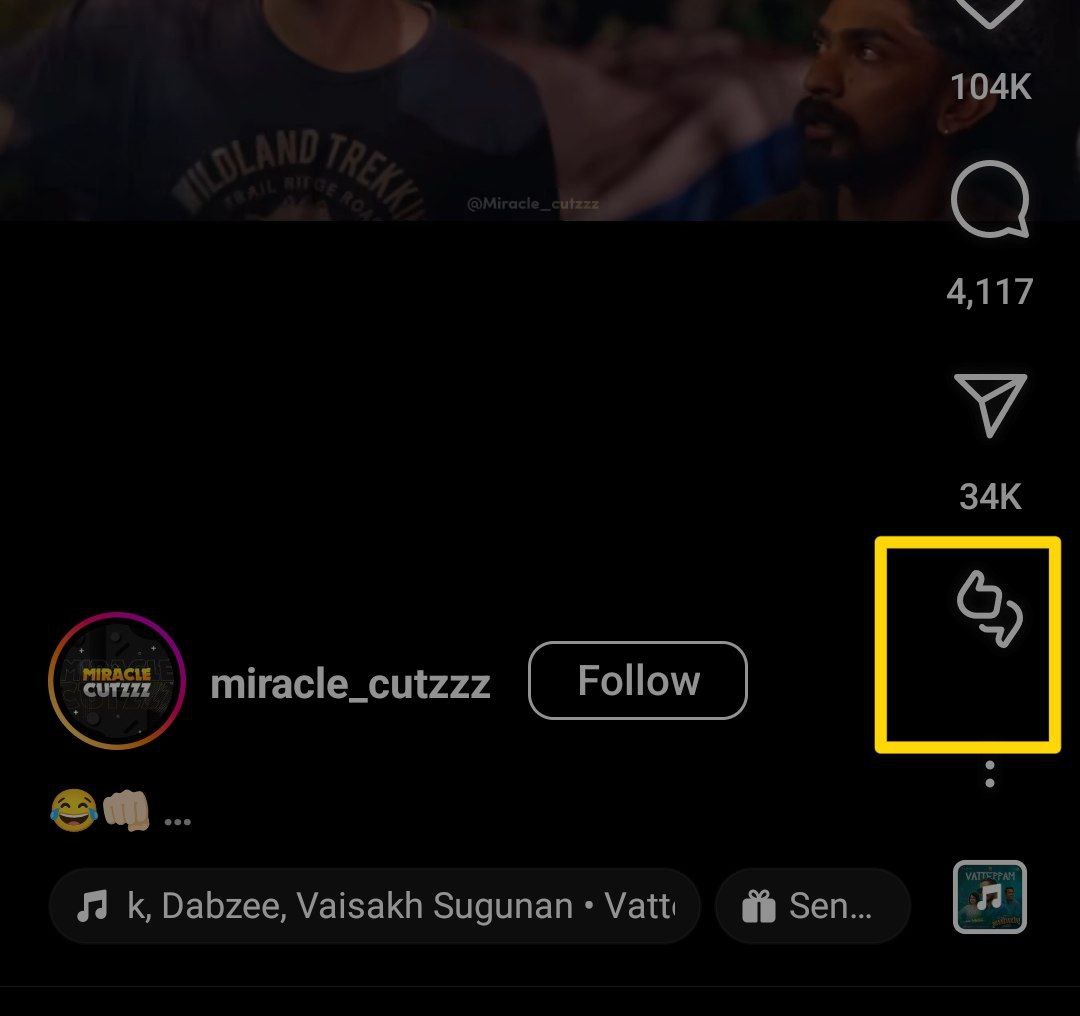 104K
WILDLAND TREKKIN
TRAIL RIDGE ROA
@Miracle_cutzzz
4,117
34K
MIRACLE
CUTZZZ
miracle_cutzzz
Follow
😂👊🏻 ...
k, Dabzee, Vaisakh Sugunan • Vatt
Sen...
VATTEPPAM